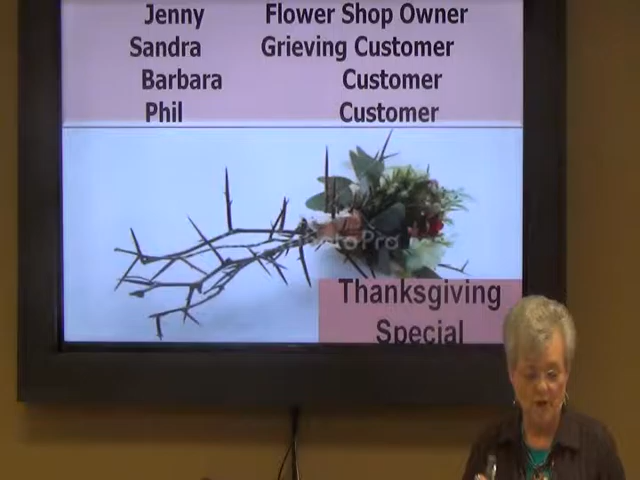 Jenny Flower Shop Owner
Sandra Grieving Customer
Barbara Customer
Phil Customer
Thanksgiving
Special